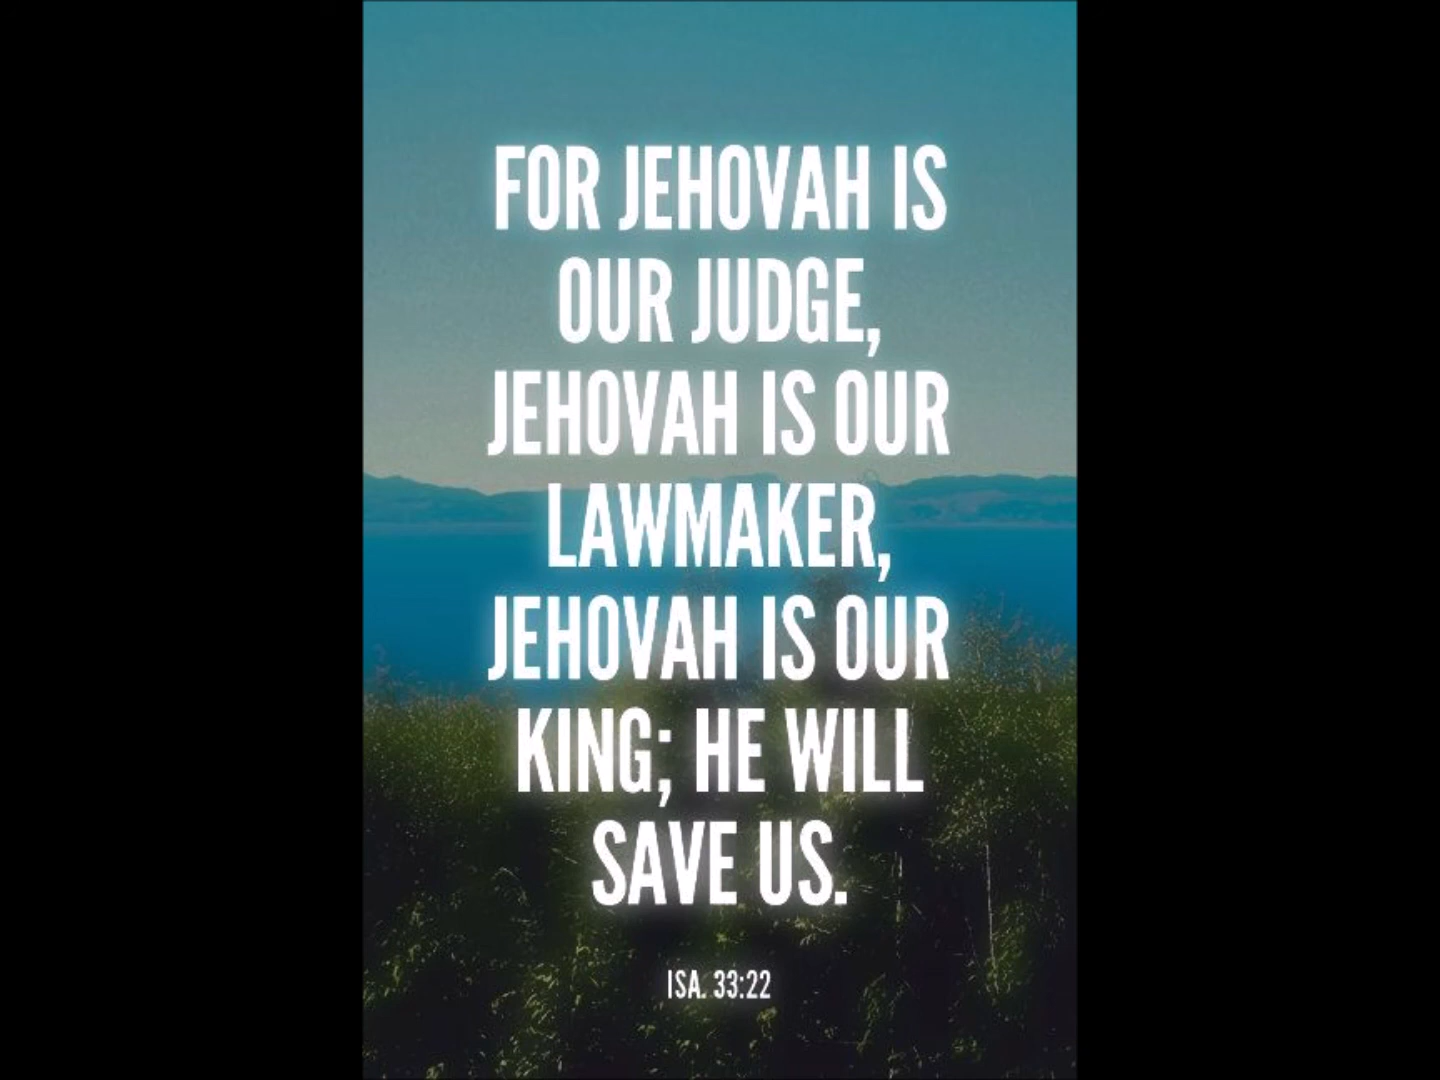 FOR JEHOVAH IS
OUR JUDGE,
JEHOVAH IS OUR
LAWMAKER,
JEHOVAH IS OUR
KING; HE WILL
SAVE US.
ISA. 33:22